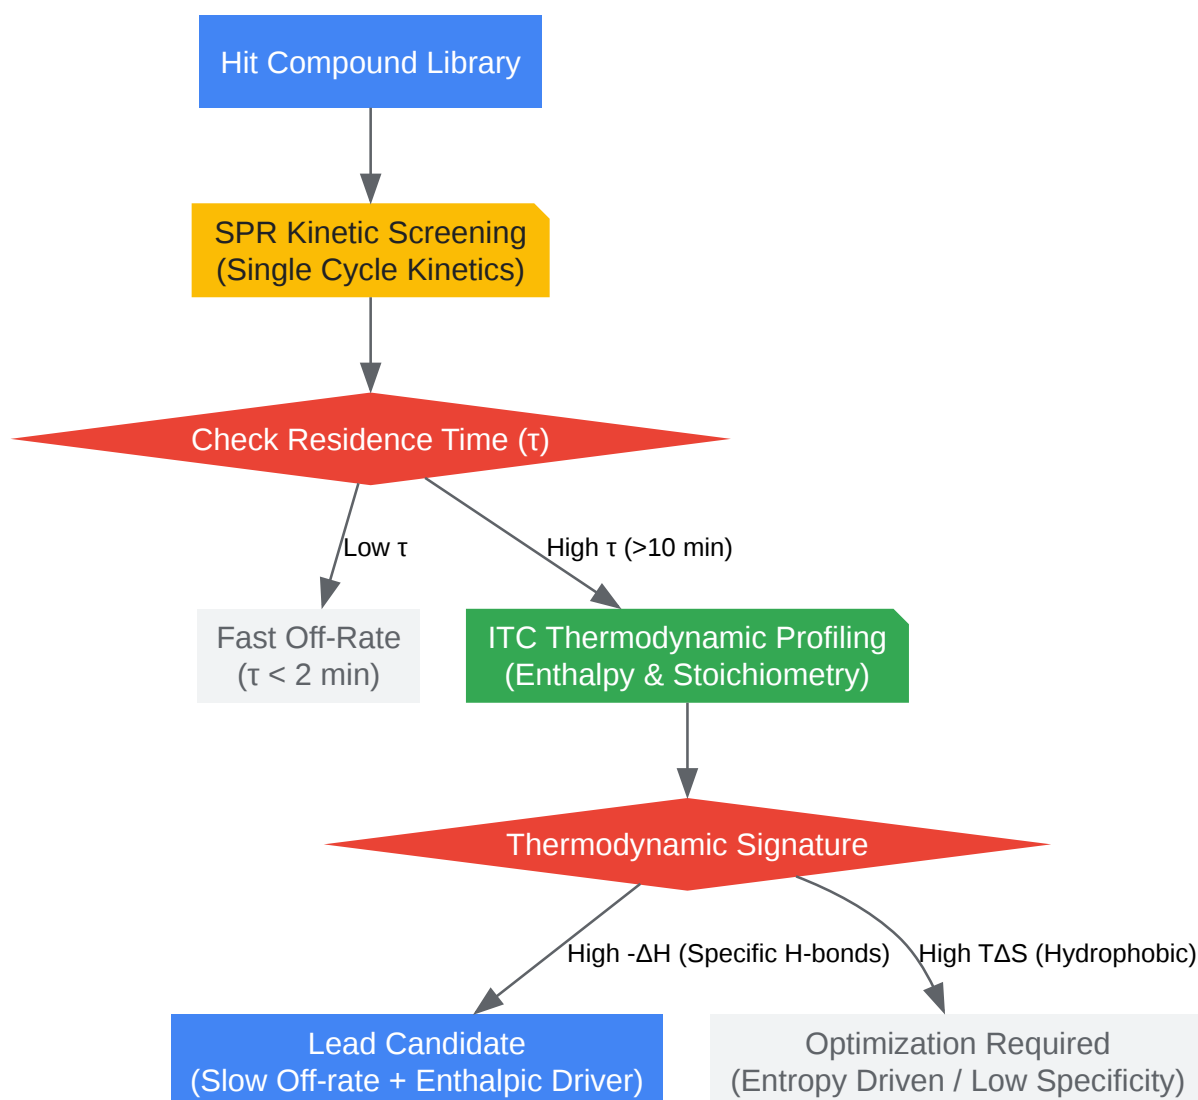 Hit Compound Library
SPR Kinetic Screening
(Single Cycle Kinetics)
Check Residence Time (τ)
Low τ
High τ (>10 min)
Fast Off-Rate
(τ < 2 min)
ITC Thermodynamic Profiling
(Enthalpy & Stoichiometry)
Thermodynamic Signature
High -ΔH (Specific H-bonds)
High TΔS (Hydrophobic)
Lead Candidate
(Slow Off-rate + Enthalpic Driver)
Optimization Required
(Entropy Driven / Low Specificity)